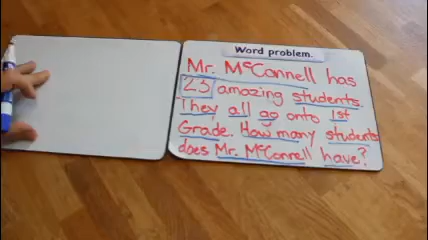 Word problem.
Mr. McConnell has
25 amazing students.
They all go onto 1st
Grade. How many students
does Mr. McConnell have?